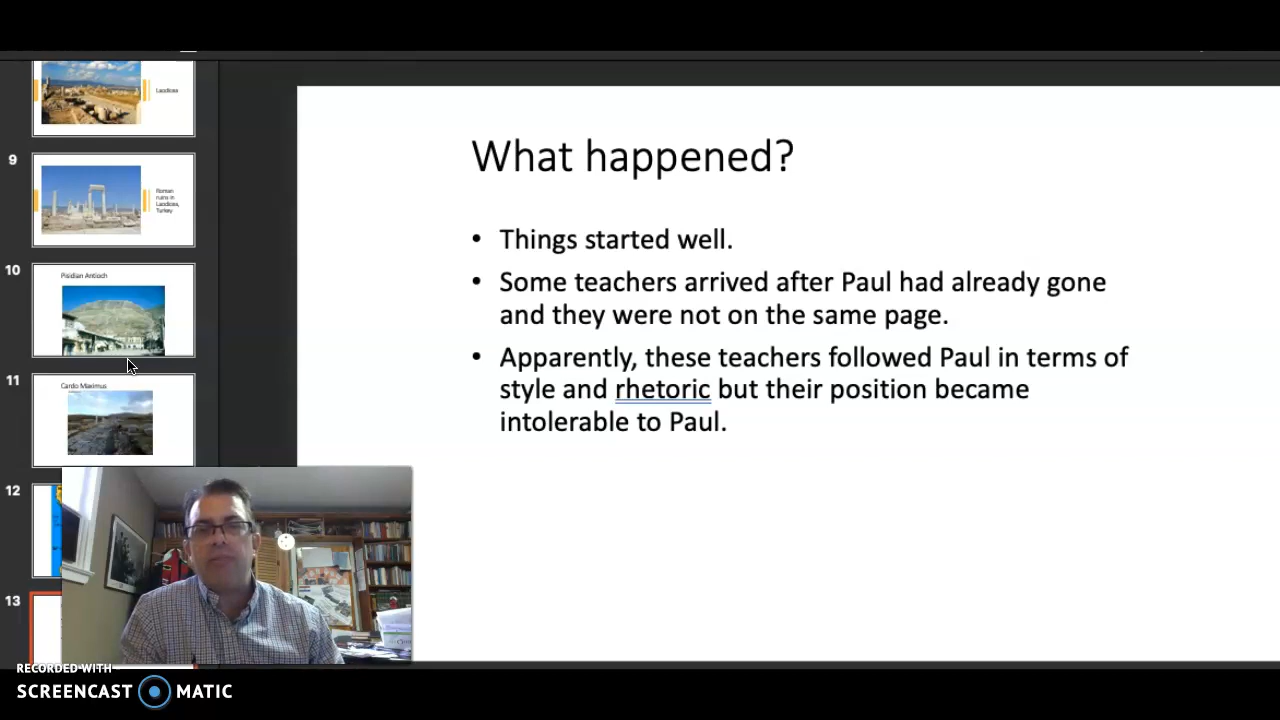 Laodicea
9
Roman
ruins in
Laodicea,
Turkey
10
Pisidian Antioch
11
Cardo Maximus
12
13
What happened?
• Things started well.
• Some teachers arrived after Paul had already gone
and they were not on the same page.
• Apparently, these teachers followed Paul in terms of
style and rhetoric but their position became
intolerable to Paul.
RECORDED WITH
SCREENCAST MATIC